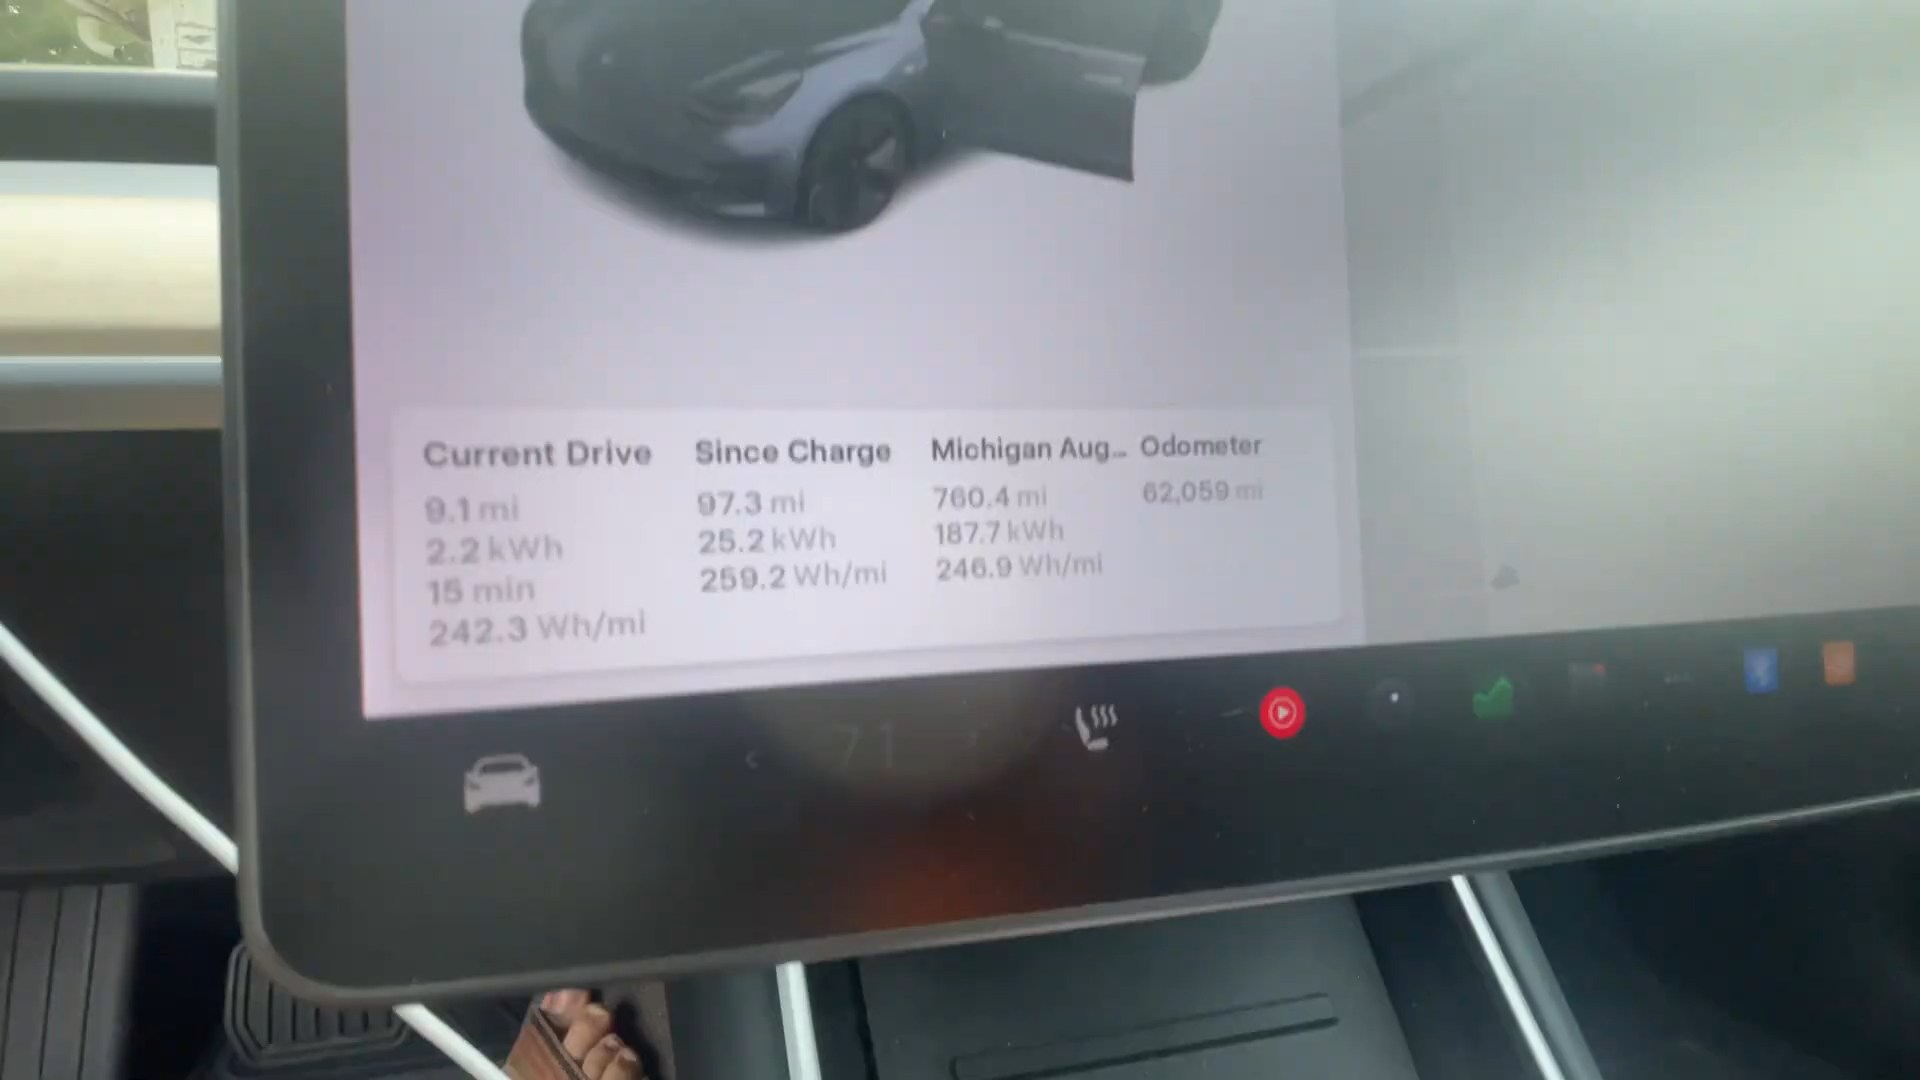 Current Drive
9.1 mi
2.2 kWh
15 min
242.3 Wh/mi
Since Charge
97.3 mi
25.2 kWh
259.2 Wh/mi
Michigan Aug...
760.4 mi
187.7 kWh
246.9 Wh/mi
Odometer
62,059 mi
71